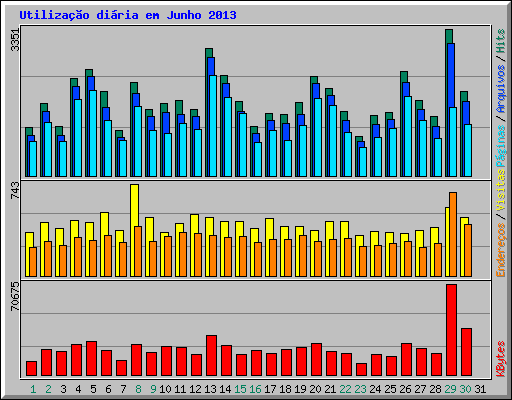 Utilização diária em Junho 2013
3351
743
70675
Páginas / Arquivos / Hits
Endereços / Visitas
KBytes
1 2 3 4 5 6 7 8 9 10 11 12 13 14 15 16 17 18 19 20 21 22 23 24 25 26 27 28 29 30 31